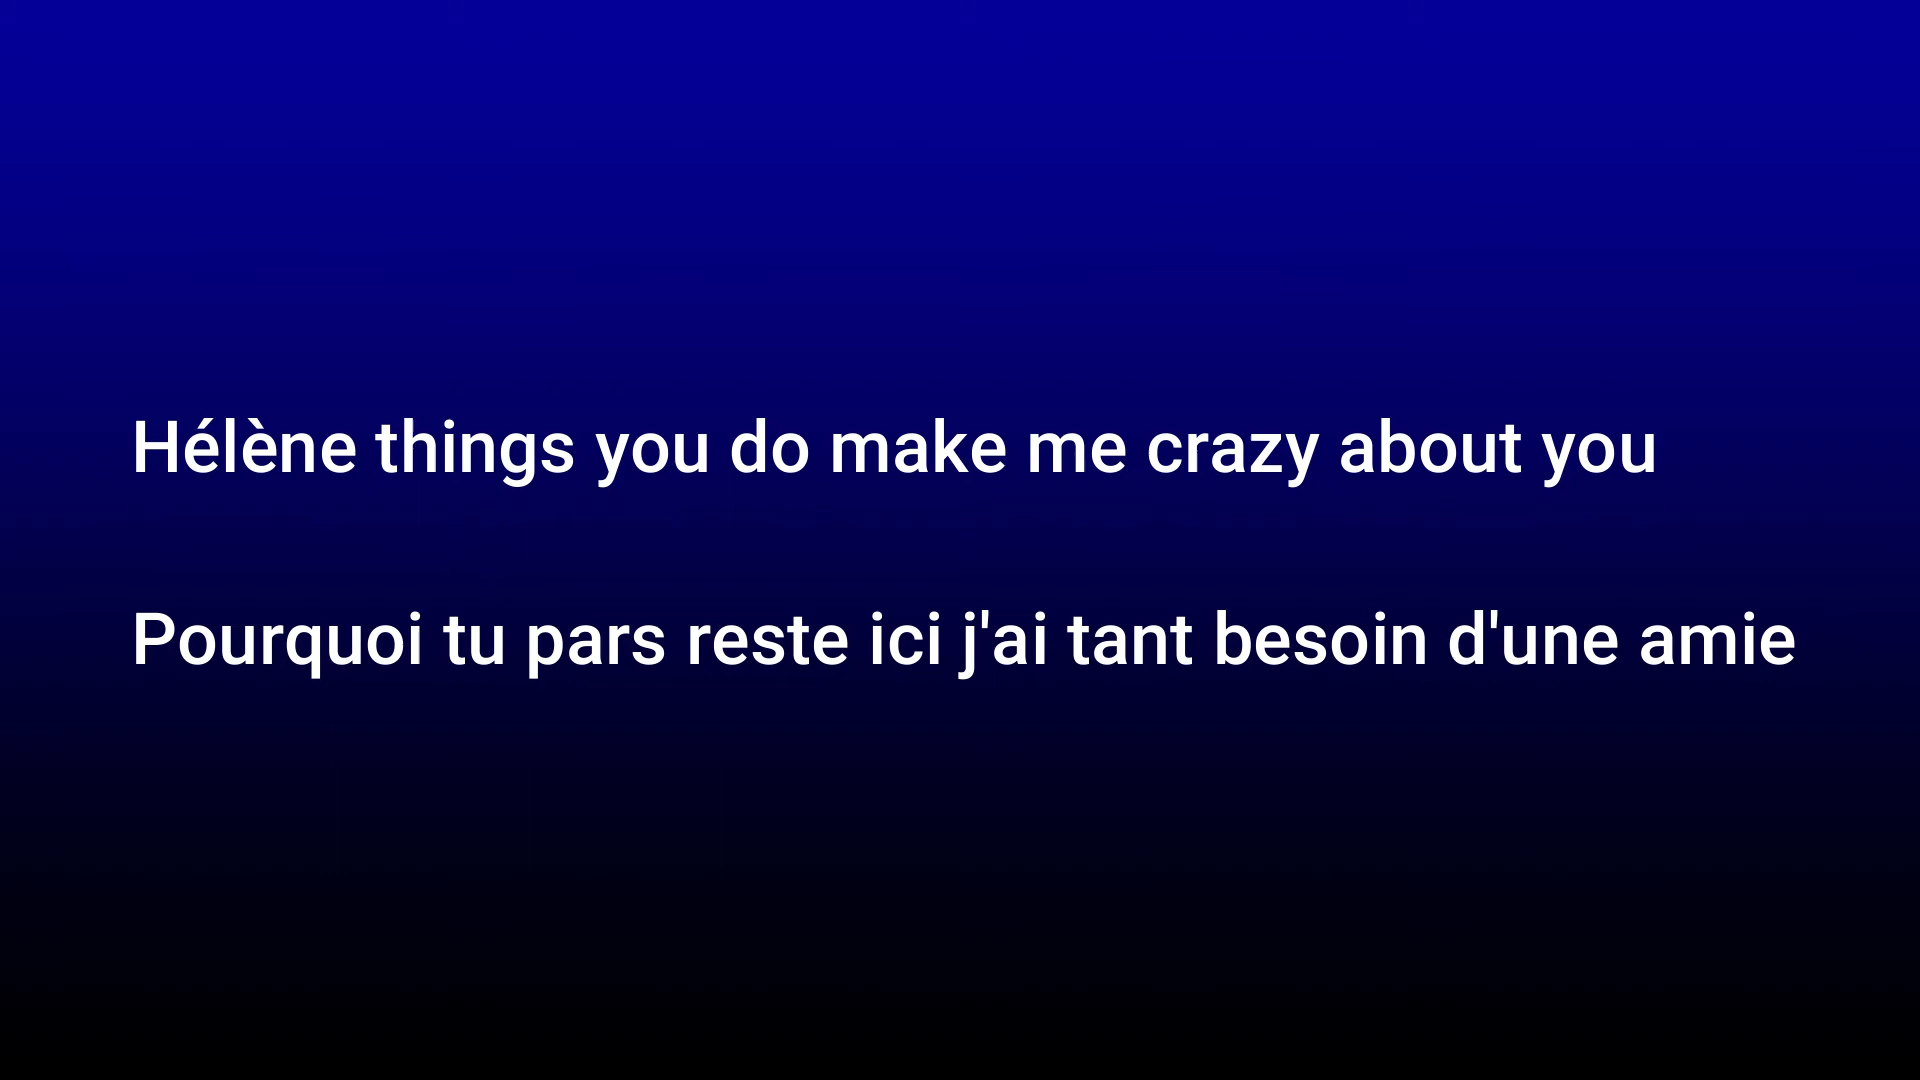 Hélène things you do make me crazy about you
Pourquoi tu pars reste ici j'ai tant besoin d'une amie